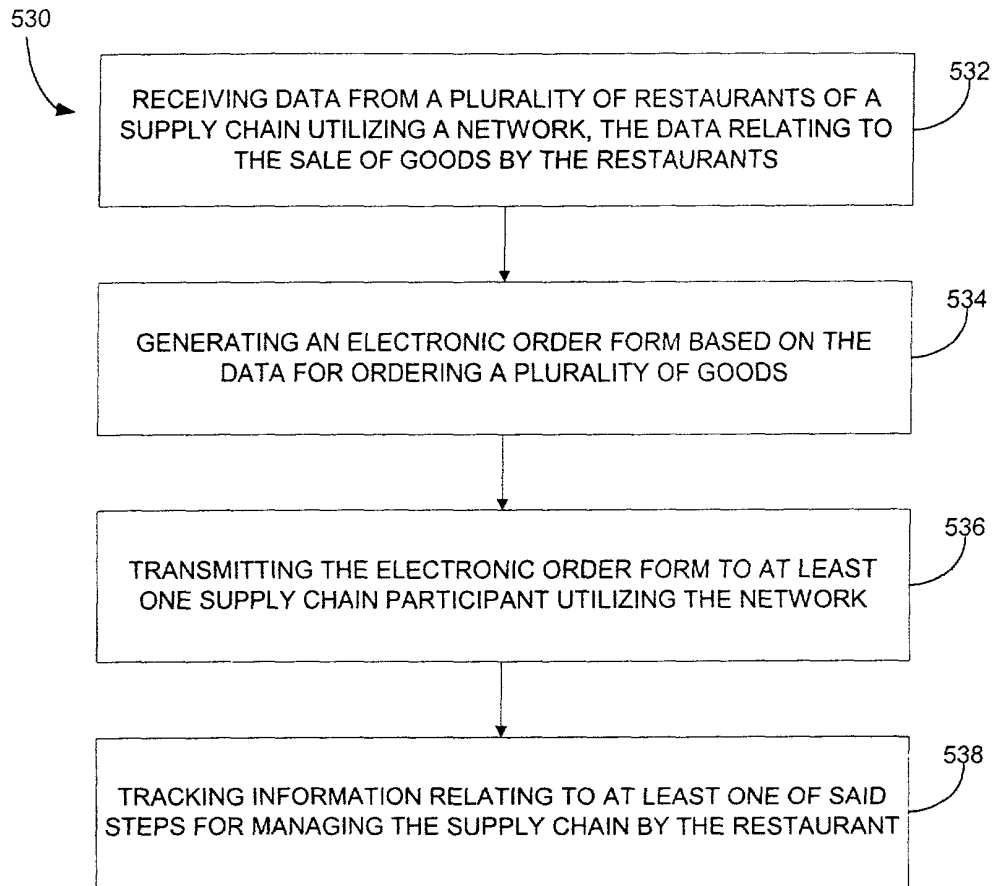 530
532
RECEIVING DATA FROM A PLURALITY OF RESTAURANTS OF A
SUPPLY CHAIN UTILIZING A NETWORK, THE DATA RELATING TO
THE SALE OF GOODS BY THE RESTAURANTS
534
GENERATING AN ELECTRONIC ORDER FORM BASED ON THE
DATA FOR ORDERING A PLURALITY OF GOODS
536
TRANSMITTING THE ELECTRONIC ORDER FORM TO AT LEAST
ONE SUPPLY CHAIN PARTICIPANT UTILIZING THE NETWORK
538
TRACKING INFORMATION RELATING TO AT LEAST ONE OF SAID
STEPS FOR MANAGING THE SUPPLY CHAIN BY THE RESTAURANT